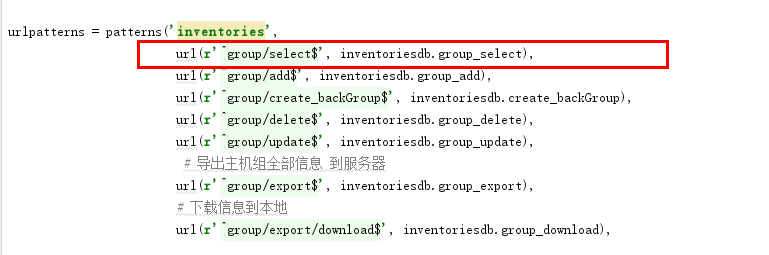 urlpatterns = patterns('inventories',
url(r'^group/select$', inventoriesdb.group_select),
url(r'^group/add$', inventoriesdb.group_add),
url(r'^group/create_backGroup$', inventoriesdb.create_backGroup),
url(r'^group/delete$', inventoriesdb.group_delete),
url(r'^group/update$', inventoriesdb.group_update),
# 导出主机组全部信息 到服务器
url(r'^group/export$', inventoriesdb.group_export),
# 下载信息到本地
url(r'^group/export/download$', inventoriesdb.group_download),